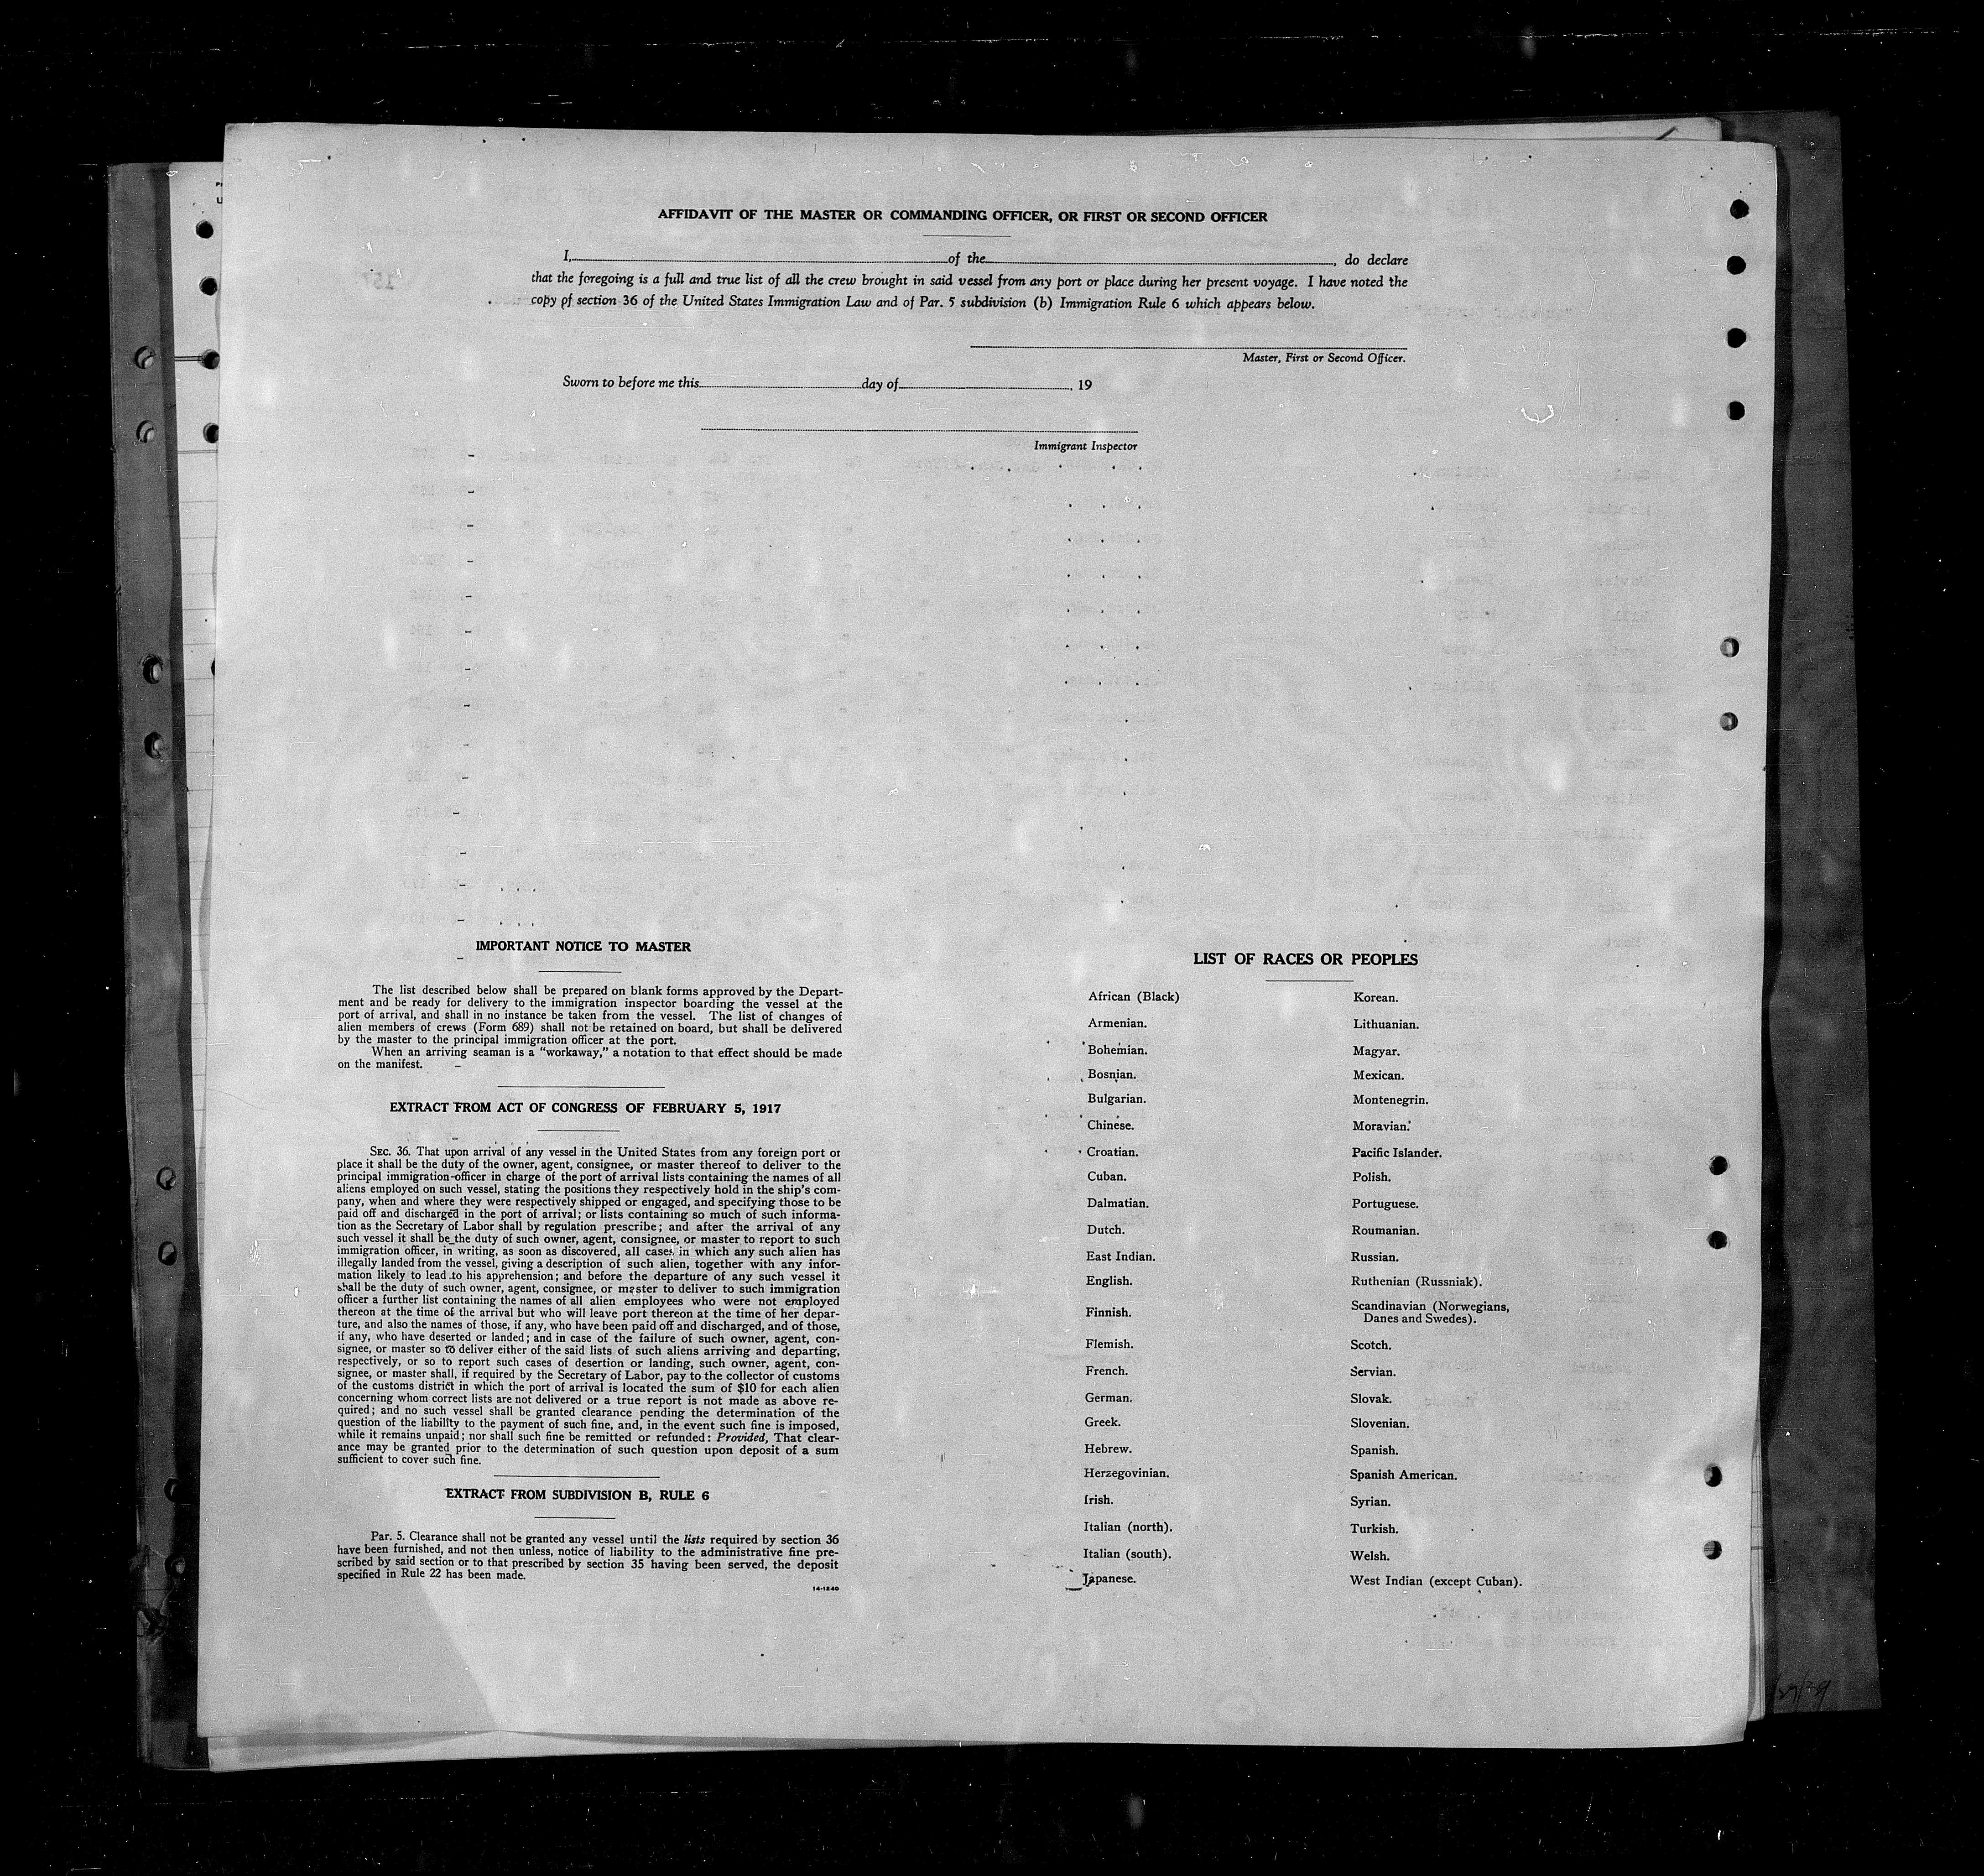 AFFIDAVIT OF THE MASTER OR COMMANDING OFFICER, OR FIRST OR SECOND OFFICER
I, of the , do declare
that the foregoing is a full and true list of all the crew brought in said vessel from any port or place during her present voyage. I have noted the
copy of section 36 of the United States Immigration Law and of Par. 5 subdivision (b) Immigration Rule 6 which appears below.
Master, First or Second Officer.
Sworn to before me this day of , 19
Immigrant Inspector
IMPORTANT NOTICE TO MASTER
The list described below shall be prepared on blank forms approved by the Depart-
ment and be ready for delivery to the immigration inspector boarding the vessel at the
port of arrival, and shall in no instance be taken from the vessel. The list of changes of
alien members of crews (Form 689) shall not be retained on board, but shall be delivered
by the master to the principal immigration officer at the port.
When an arriving seaman is a "workaway," a notation to that effect should be made
on the manifest.
EXTRACT FROM ACT OF CONGRESS OF FEBRUARY 5, 1917
SEC. 36. That upon arrival of any vessel in the United States from any foreign port or
place it shall be the duty of the owner, agent, consignee, or master thereof to deliver to the
principal immigration officer in charge of the port of arrival lists containing the names of all
aliens employed on such vessel, stating the positions they respectively hold in the ship's com-
pany, when and where they were respectively shipped or engaged, and specifying those to be
paid off and discharged in the port of arrival; or lists containing so much of such informa-
tion as the Secretary of Labor shall by regulation prescribe; and after the arrival of any
such vessel it shall be the duty of such owner, agent, consignee, or master to report to such
immigration officer, in writing, as soon as discovered, all cases in which any such alien has
illegally landed from the vessel, giving a description of such alien, together with any infor-
mation likely to lead to his apprehension; and before the departure of any such vessel it
shall be the duty of such owner, agent, consignee, or master to deliver to such immigration
officer a further list containing the names of all alien employees who were not employed
thereon at the time of the arrival but who will leave port thereon at the time of her depar-
ture, and also the names of those, if any, who have been paid off and discharged, and of those,
if any, who have deserted or landed; and in case of the failure of such owner, agent, con-
signee, or master so to deliver either of the said lists of such aliens arriving and departing,
respectively, or so to report such cases of desertion or landing, such owner, agent, con-
signee, or master shall, if required by the Secretary of Labor, pay to the collector of customs
of the customs district in which the port of arrival is located the sum of $10 for each alien
concerning whom correct lists are not delivered or a true report is not made as above re-
quired; and no such vessel shall be granted clearance pending the determination of the
question of the liability to the payment of such fine, and, in the event such fine is imposed,
while it remains unpaid; nor shall such fine be remitted or refunded: Provided, That clear-
ance may be granted prior to the determination of such question upon deposit of a sum
sufficient to cover such fine.
EXTRACT FROM SUBDIVISION B, RULE 6
Par. 5. Clearance shall not be granted any vessel until the lists required by section 36
have been furnished, and not then unless, notice of liability to the administrative fine pre-
scribed by said section or to that prescribed by section 35 having been served, the deposit
specified in Rule 22 has been made.
14-1240
LIST OF RACES OR PEOPLES
African (Black)
Armenian.
Bohemian.
Bosnian.
Bulgarian.
Chinese.
Croatian.
Cuban.
Dalmatian.
Dutch.
East Indian.
English.
Finnish.
Flemish.
French.
German.
Greek.
Hebrew.
Herzegovinian.
Irish.
Italian (north).
Italian (south).
Japanese.
Korean.
Lithuanian.
Magyar.
Mexican.
Montenegrin.
Moravian.
Pacific Islander.
Polish.
Portuguese.
Roumanian.
Russian.
Ruthenian (Russniak).
Scandinavian (Norwegians,
Danes and Swedes).
Scotch.
Servian.
Slovak.
Slovenian.
Spanish.
Spanish American.
Syrian.
Turkish.
Welsh.
West Indian (except Cuban).